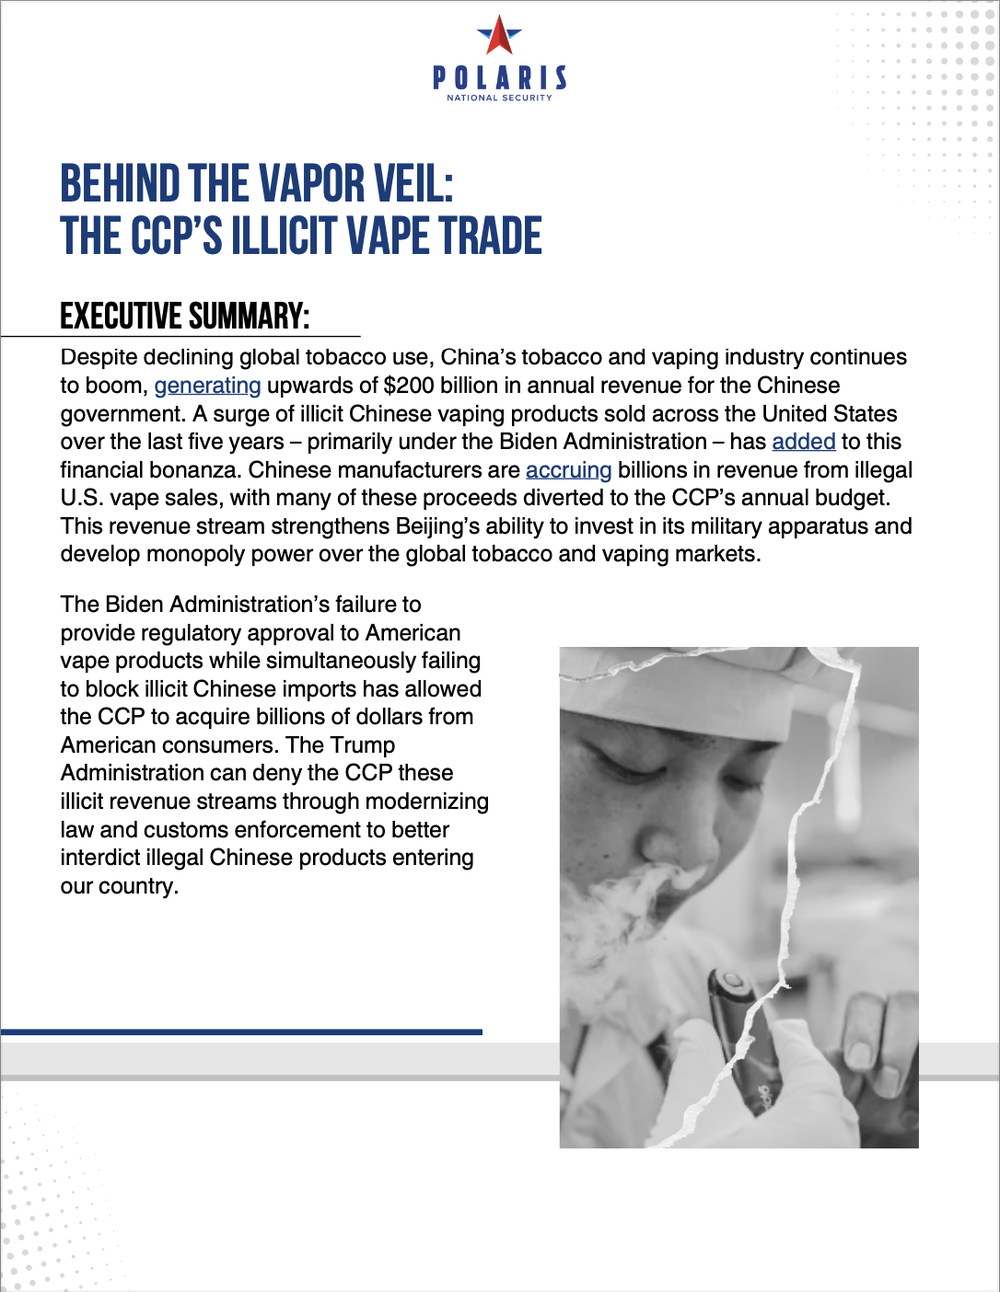 POLARIS
NATIONAL SECURITY
BEHIND THE VAPOR VEIL:
THE CCP’S ILLICIT VAPE TRADE
EXECUTIVE SUMMARY:
Despite declining global tobacco use, China’s tobacco and vaping industry continues
to boom, generating upwards of $200 billion in annual revenue for the Chinese
government. A surge of illicit Chinese vaping products sold across the United States
over the last five years – primarily under the Biden Administration – has added to this
financial bonanza. Chinese manufacturers are accruing billions in revenue from illegal
U.S. vape sales, with many of these proceeds diverted to the CCP’s annual budget.
This revenue stream strengthens Beijing’s ability to invest in its military apparatus and
develop monopoly power over the global tobacco and vaping markets.
The Biden Administration’s failure to
provide regulatory approval to American
vape products while simultaneously failing
to block illicit Chinese imports has allowed
the CCP to acquire billions of dollars from
American consumers. The Trump
Administration can deny the CCP these
illicit revenue streams through modernizing
law and customs enforcement to better
interdict illegal Chinese products entering
our country.